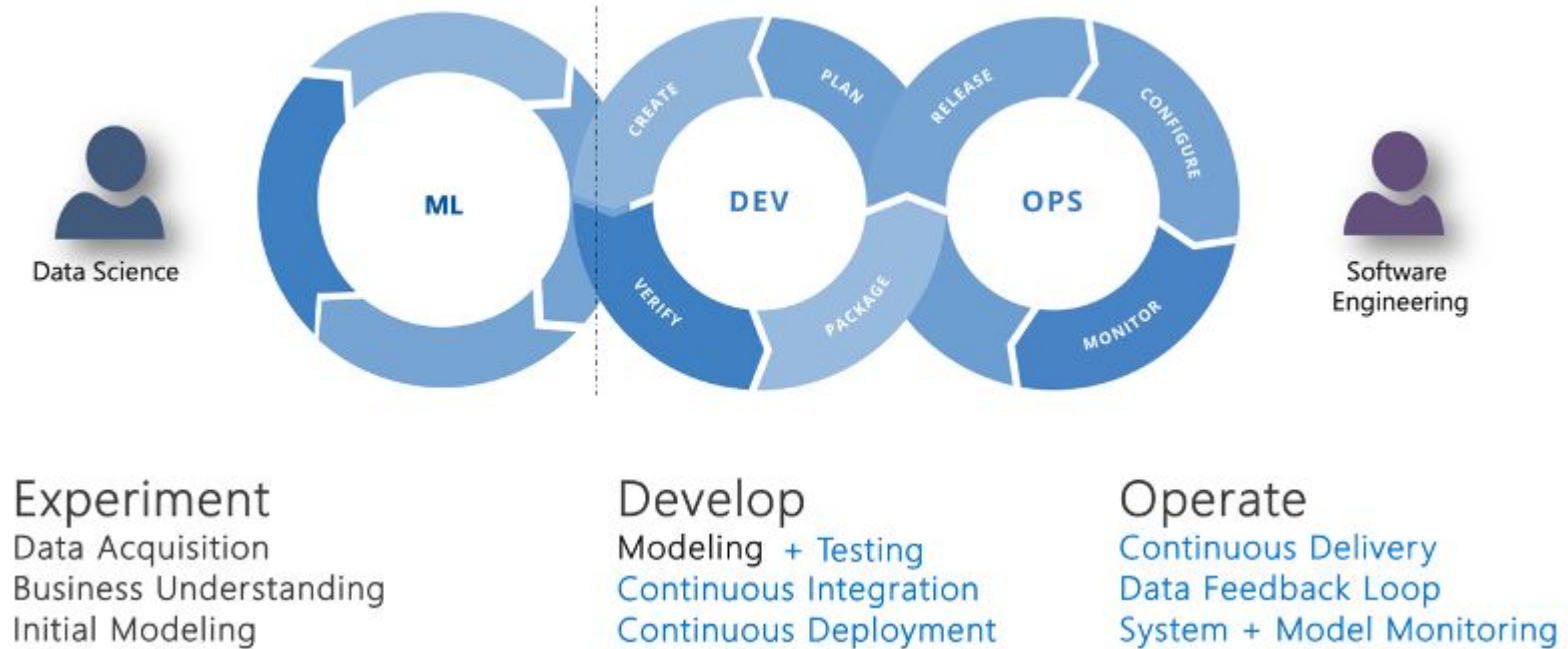 CREATE
PLAN
RELEASE
CONFIGURE
ML
DEV
OPS
VERIFY
PACKAGE
MONITOR
Data Science
Software
Engineering
Experiment
Data Acquisition
Business Understanding
Initial Modeling
Develop
Modeling + Testing
Continuous Integration
Continuous Deployment
Operate
Continuous Delivery
Data Feedback Loop
System + Model Monitoring